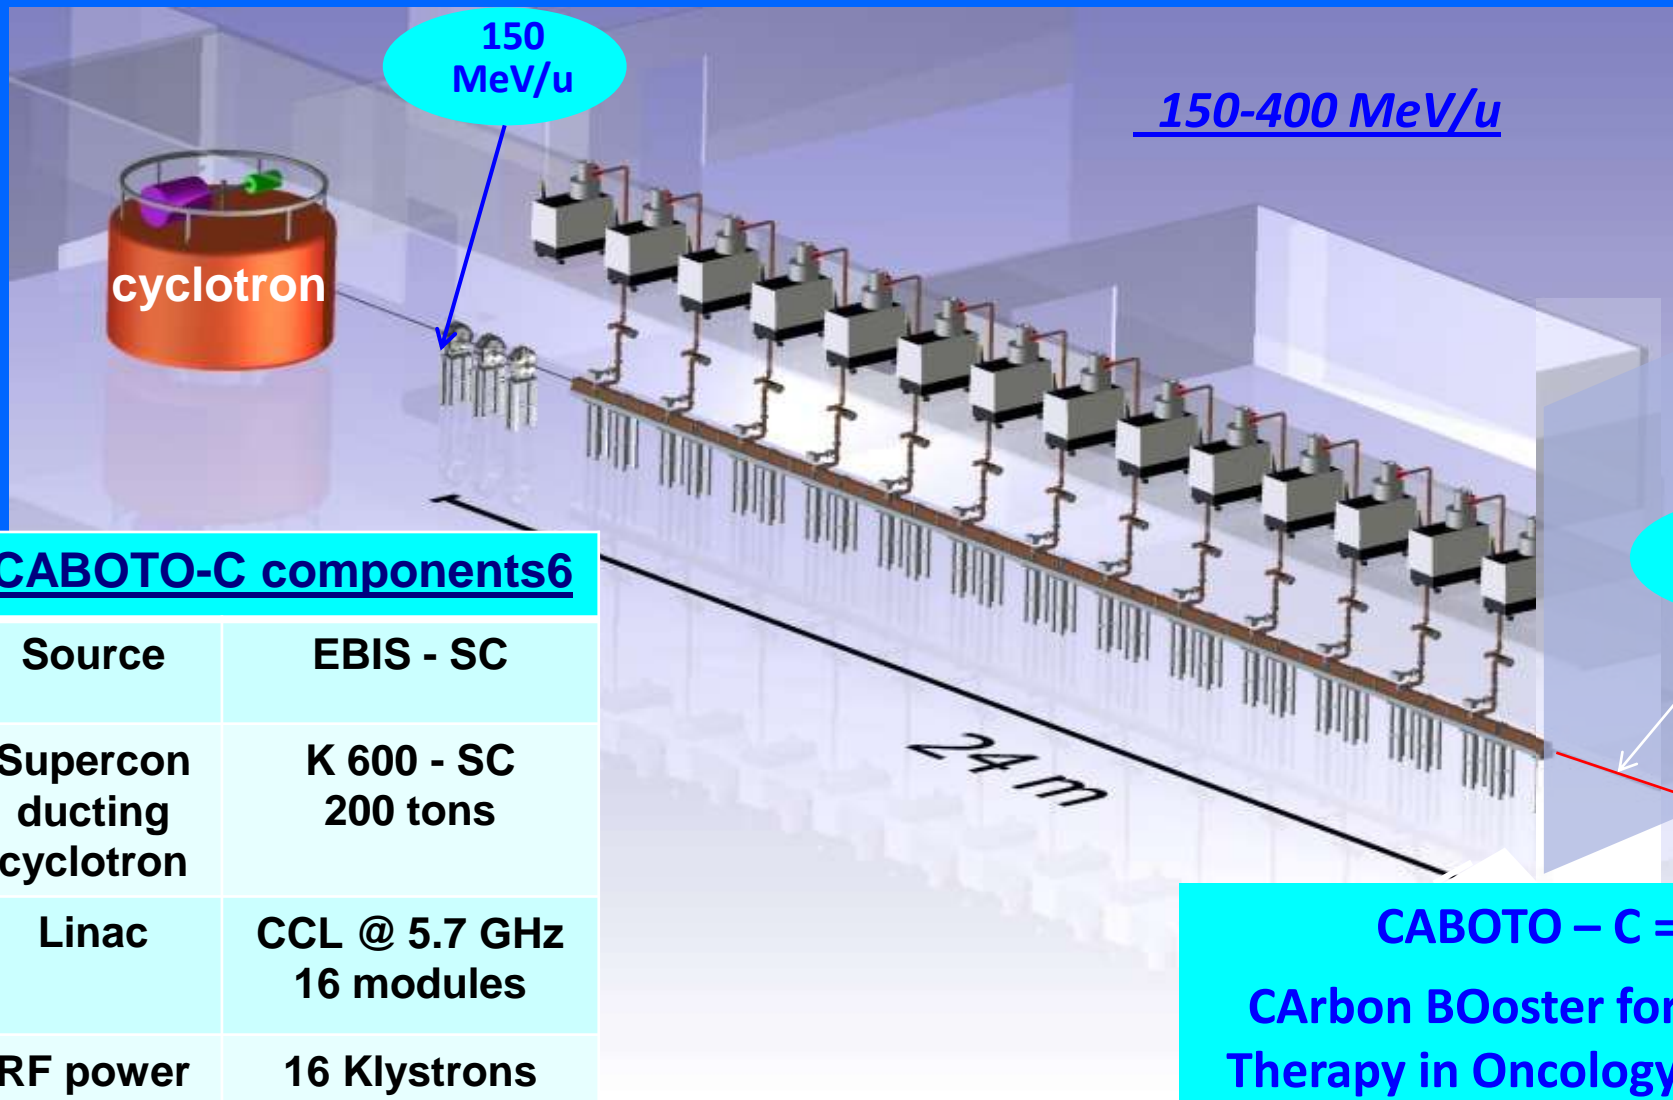 150
MeV/u
150-400 MeV/u
cyclotron
24 m
CABOTO-C components6
Source
EBIS - SC
Supercon
ducting
cyclotron
K 600 - SC
200 tons
Linac
CCL @ 5.7 GHz
16 modules
RF power
16 Klystrons
CABOTO – C =
CArbon BOoster for
Therapy in Oncology